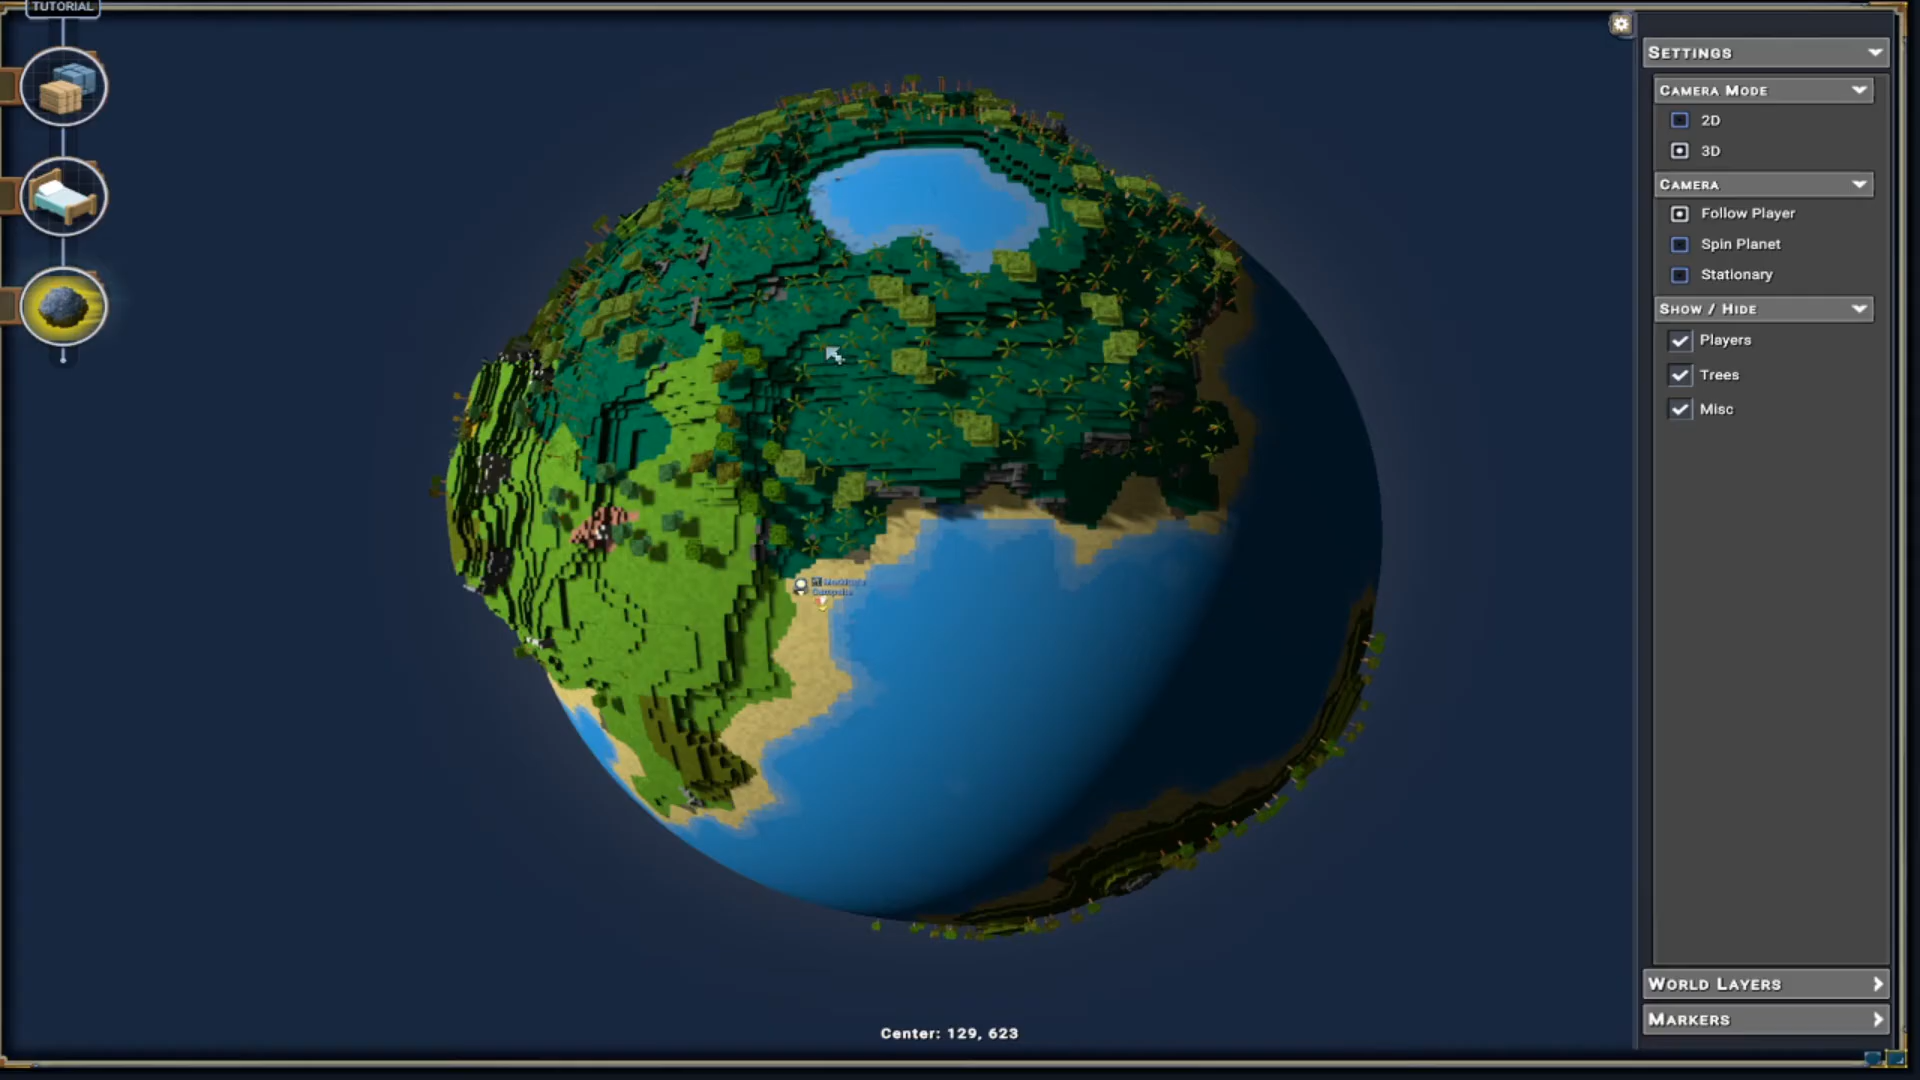 TUTORIAL
SETTINGS
CAMERA MODE
2D
3D
CAMERA
Follow Player
Spin Planet
Stationary
SHOW / HIDE
Players
Trees
Misc
WORLD LAYERS
MARKERS
Center: 129, 623